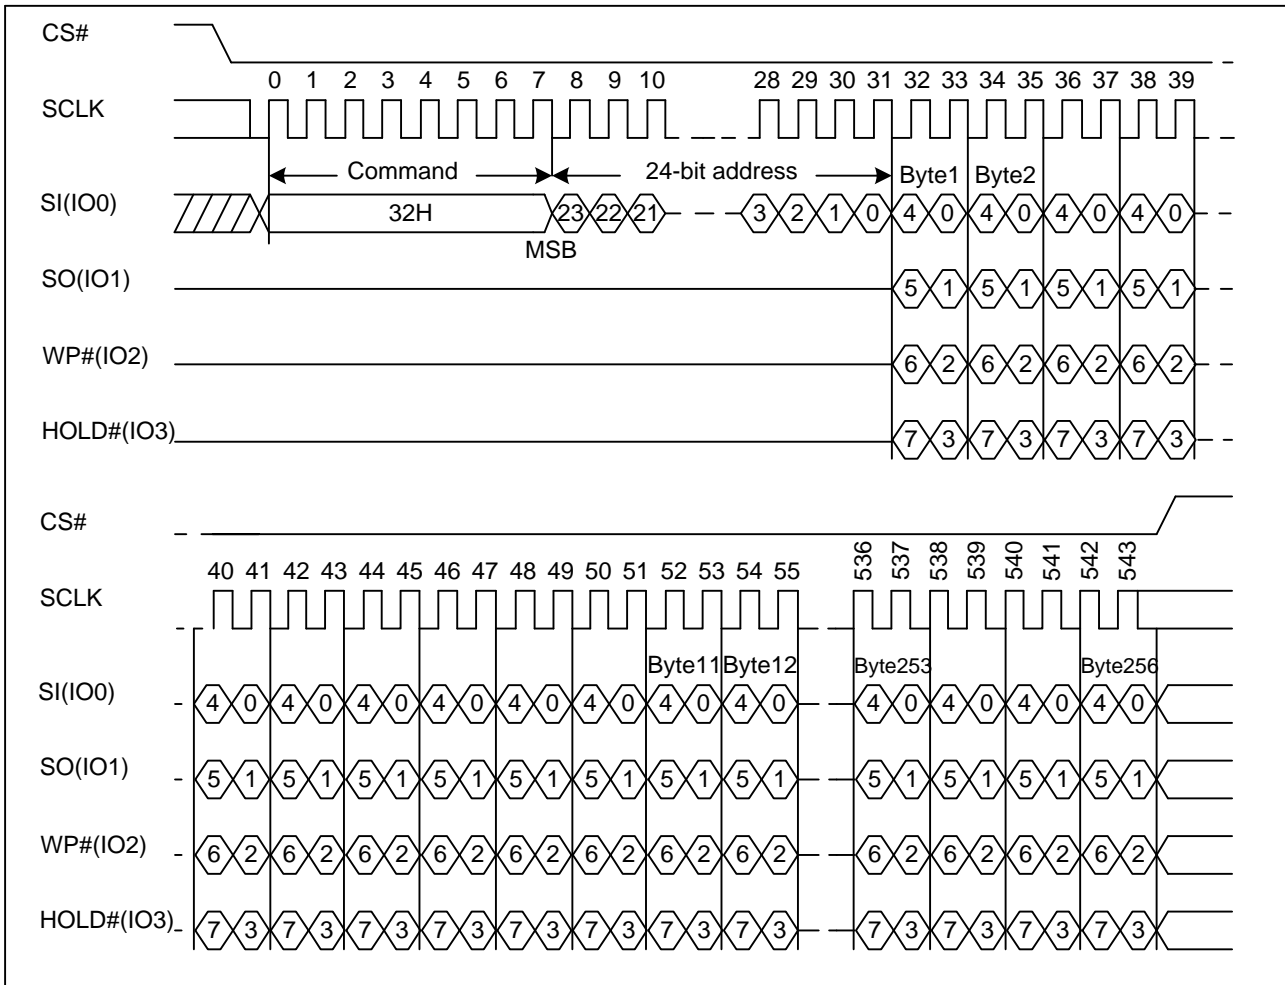 CS#
0 1 2 3 4 5 6 7 8 9 10 28 29 30 31 32 33 34 35 36 37 38 39
SCLK
Command 24-bit address Byte1 Byte2
SI(IO0) 32H 23 22 21 3 2 1 0 4 0 4 0 4 0 4 0
MSB
SO(IO1) 5 1 5 1 5 1 5 1
WP#(IO2) 6 2 6 2 6 2 6 2
HOLD#(IO3) 7 3 7 3 7 3 7 3
CS#
40 41 42 43 44 45 46 47 48 49 50 51 52 53 54 55 536 537 538 539 540 541 542 543
SCLK
Byte11 Byte12 Byte253 Byte256
SI(IO0) 4 0 4 0 4 0 4 0 4 0 4 0 4 0 4 0 4 0 4 0 4 0 4 0
SO(IO1) 5 1 5 1 5 1 5 1 5 1 5 1 5 1 5 1 5 1 5 1 5 1 5 1
WP#(IO2) 6 2 6 2 6 2 6 2 6 2 6 2 6 2 6 2 6 2 6 2 6 2 6 2
HOLD#(IO3) 7 3 7 3 7 3 7 3 7 3 7 3 7 3 7 3 7 3 7 3 7 3 7 3